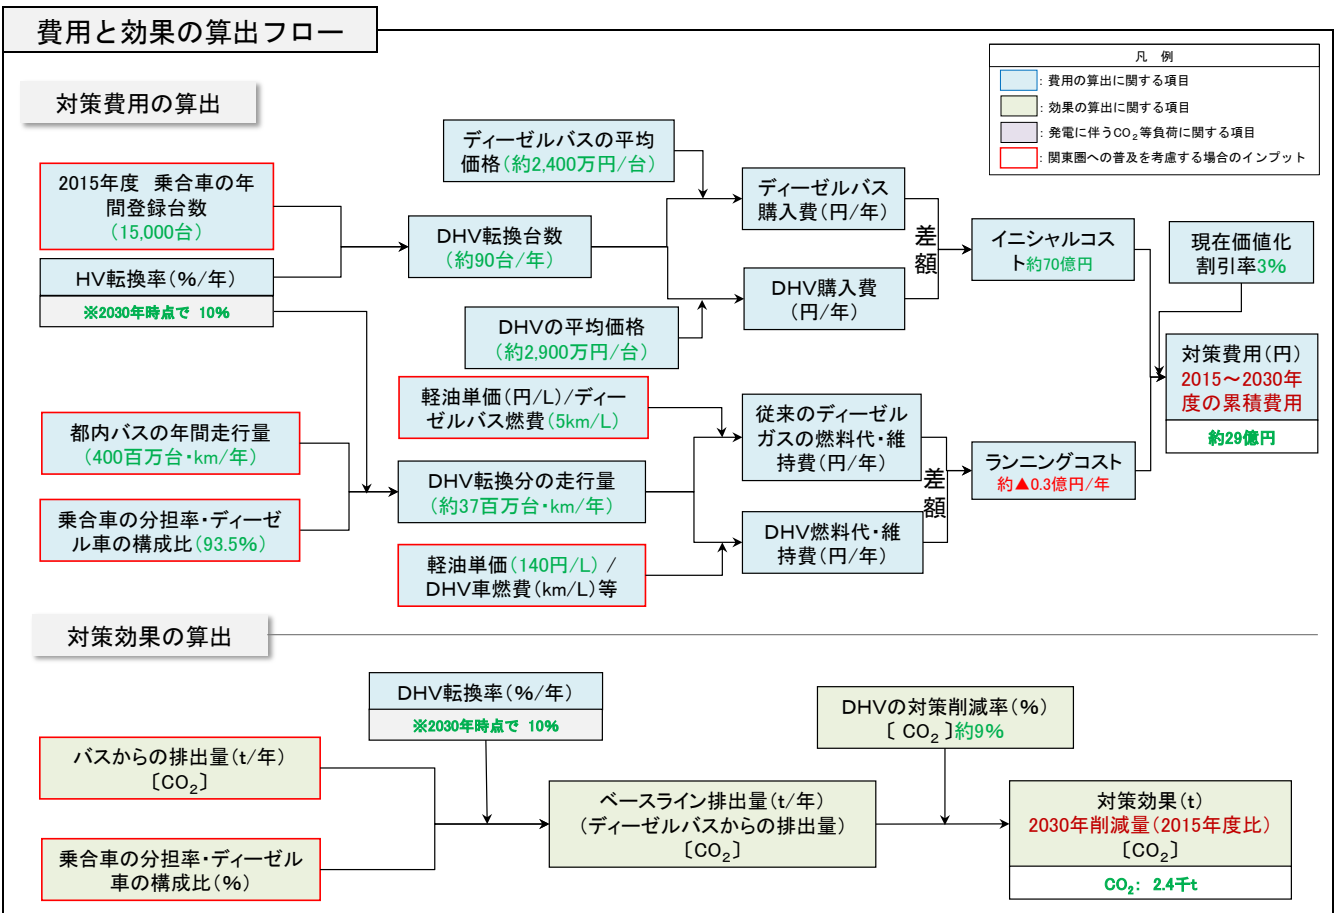 費用と効果の算出フロー
凡 例
: 費用の算出に関する項目
: 効果の算出に関する項目
: 発電に伴うCO₂等負荷に関する項目
: 関東圏への普及を考慮する場合のインプット
対策費用の算出
2015年度 乗合車の年
間登録台数
(15,000台)
HV転換率(%/年)
※2030年時点で 10%
ディーゼルバスの平均
価格(約2,400万円/台)
DHV転換台数
(約90台/年)
DHVの平均価格
(約2,900万円/台)
ディーゼルバス
購入費(円/年)
DHV購入費
(円/年)
差
額
イニシャルコス
ト約70億円
現在価値化
割引率3%
対策費用(円)
2015～2030年
度の累積費用
約29億円
都内バスの年間走行量
(400百万台・km/年)
乗合車の分担率・ディーゼ
ル車の構成比(93.5%)
軽油単価(円/L)/ディー
ゼルバス燃費(5km/L)
DHV転換分の走行量
(約37百万台・km/年)
軽油単価(140円/L) /
DHV車燃費(km/L)等
従来のディーゼル
ガスの燃料代・維
持費(円/年)
DHV燃料代・維
持費(円/年)
差
額
ランニングコスト
約▲0.3億円/年
対策効果の算出
DHV転換率(%/年)
※2030年時点で 10%
DHVの対策削減率(%)
〔 CO₂ 〕約9%
バスからの排出量(t/年)
〔CO₂〕
乗合車の分担率・ディーゼル
車の構成比(%)
ベースライン排出量(t/年)
(ディーゼルバスからの排出量)
〔CO₂〕
対策効果(t)
2030年削減量(2015年度比)
〔CO₂〕
CO₂: 2.4千t